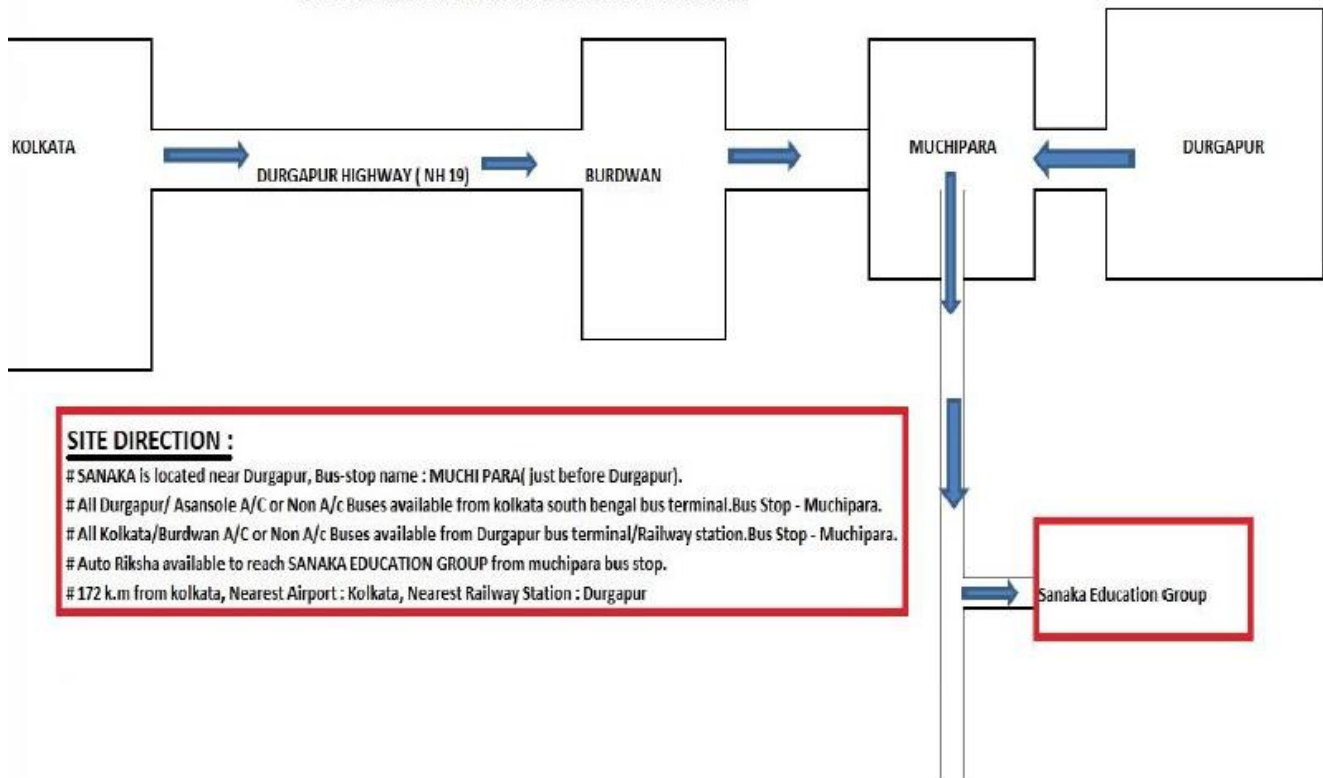 KOLKATA
DURGAPUR HIGHWAY ( NH 19)
BURDWAN
MUCHIPARA
DURGAPUR
SITE DIRECTION :
# SANAKA is located near Durgapur, Bus-stop name : MUCHI PARA( just before Durgapur).
# All Durgapur/ Asansole A/C or Non A/c Buses available from kolkata south bengal bus terminal.Bus Stop - Muchipara.
# All Kolkata/Burdwan A/C or Non A/c Buses available from Durgapur bus terminal/Railway station.Bus Stop - Muchipara.
# Auto Riksha available to reach SANAKA EDUCATION GROUP from muchipara bus stop.
# 172 k.m from kolkata, Nearest Airport : Kolkata, Nearest Railway Station : Durgapur
Sanaka Education Group